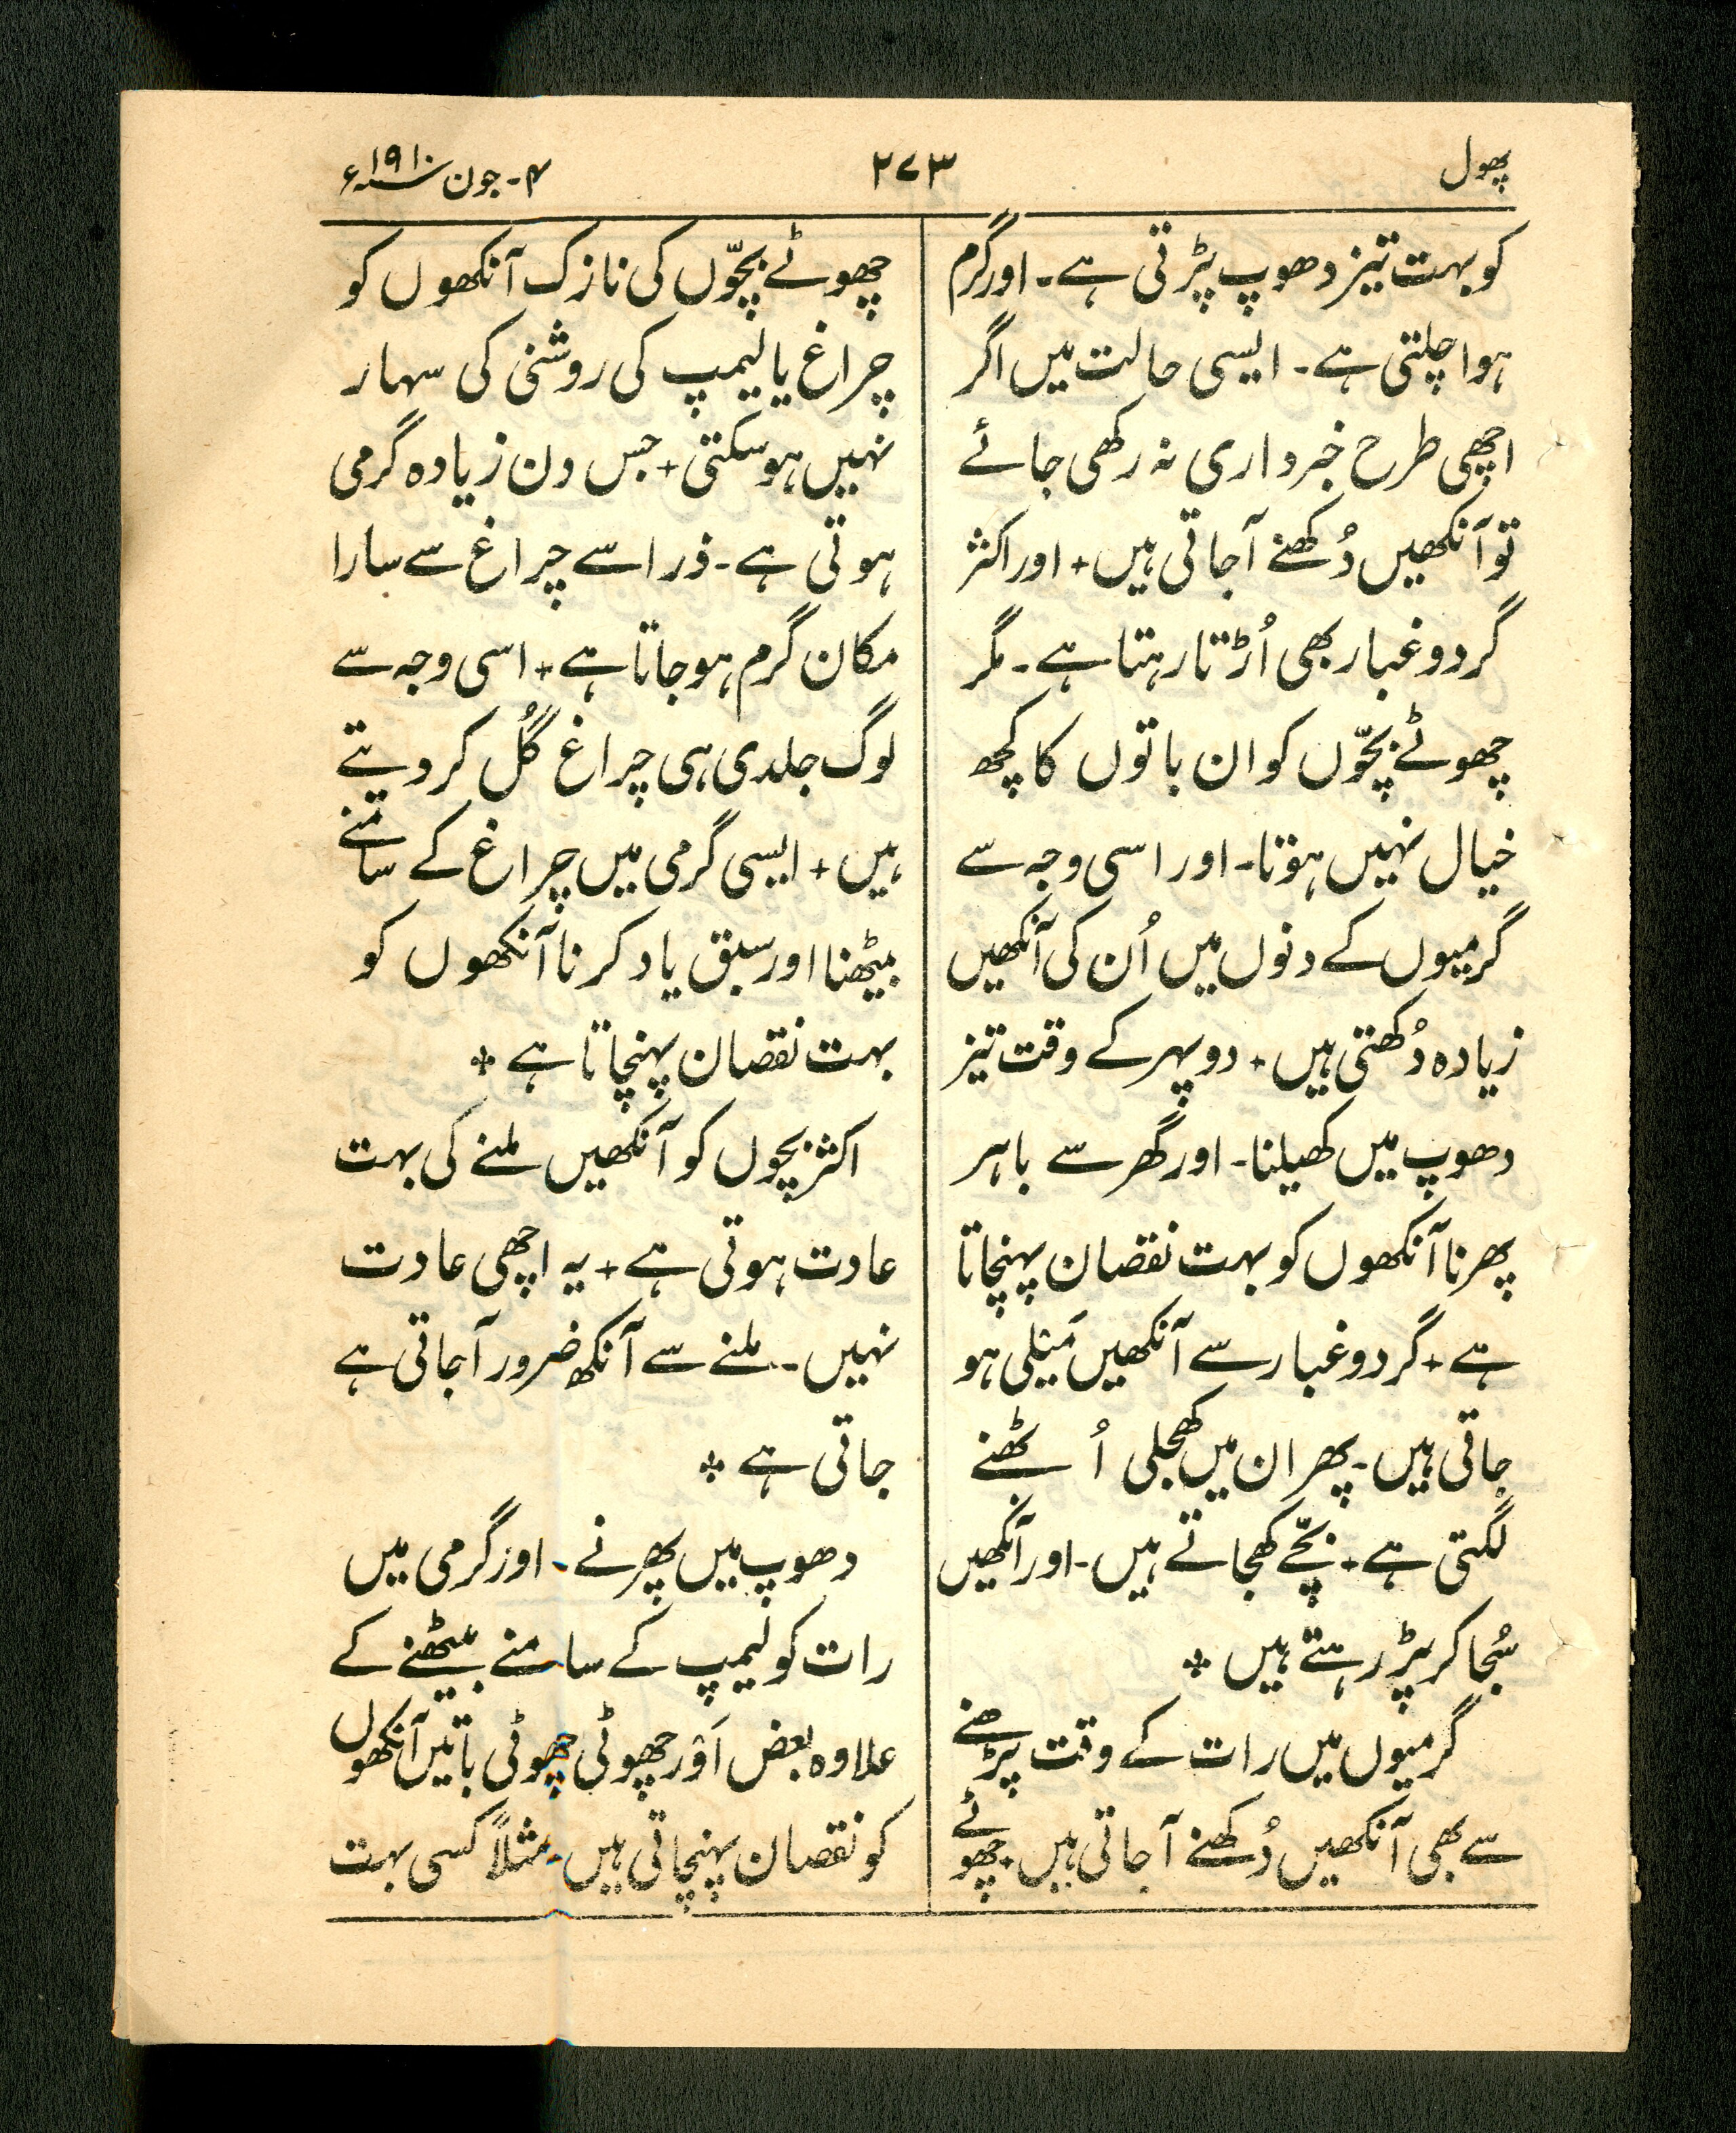 پھول
۲۷۳
۴-جون سنہ۱۹۱۰ء
کو بہت تیز دھوپ پڑتی ہے۔ اور گرم
ہوا چلتی ہے۔ ایسی حالت میں اگر
اچھی طرح خبرداری نہ رکھی جائے
تو آنکھیں دُکھنے آجاتی ہیں + اور اکثر
گرد و غبار بھی اُڑتا رہتا ہے۔ مگر
چھوٹے بچّوں کو ان باتوں کا کچھ
خیال نہیں ہوتا۔ اور اسی وجہ سے
گرمیوں کے دنوں میں اُن کی آنکھیں
زیادہ دُکھتی ہیں + دوپہر کے وقت تیز
دھوپ میں کھیلنا۔ اور گھر سے باہر
پھرنا آنکھوں کو بہت نقصان پہنچاتا
ہے + گرد و غبار سے آنکھیں مَیلی ہو
جاتی ہیں۔ پھر ان میں کھجلی اُٹھنے
لگتی ہے + بچّے کھجاتے ہیں۔ اور آنکھیں
سُجا کر پڑ رہتے ہیں ٭
گرمیوں میں رات کے وقت پڑھنے
سے بھی آنکھیں دُکھنے آجاتی ہیں + چھوٹے
چھوٹے بچّوں کی نازک آنکھوں کو
چراغ یا لیمپ کی روشنی کی سہار
نہیں ہوسکتی + جس دن زیادہ گرمی
ہوتی ہے۔ ذرا سے چراغ سے سارا
مکان گرم ہوجاتا ہے + اسی وجہ سے
لوگ جلدی ہی چراغ گُل کر دیتے
ہیں + ایسی گرمی میں چراغ کے سامنے
بیٹھنا اور سبق یاد کرنا آنکھوں کو
بہت نقصان پہنچاتا ہے ٭
اکثر بچوں کو آنکھیں ملنے کی بہت
عادت ہوتی ہے + یہ اچھی عادت
نہیں۔ ملنے سے آنکھ ضرور آجاتی ہے
جاتی ہے ٭
دھوپ میں پھرنے۔ اور گرمی میں
رات کو لیمپ کے سامنے بیٹھنے کے
علاوہ بعض اَور چھوٹی چھوٹی باتیں آنکھوں
کو نقصان پہنچاتی ہیں۔ مثلاً کسی بہت